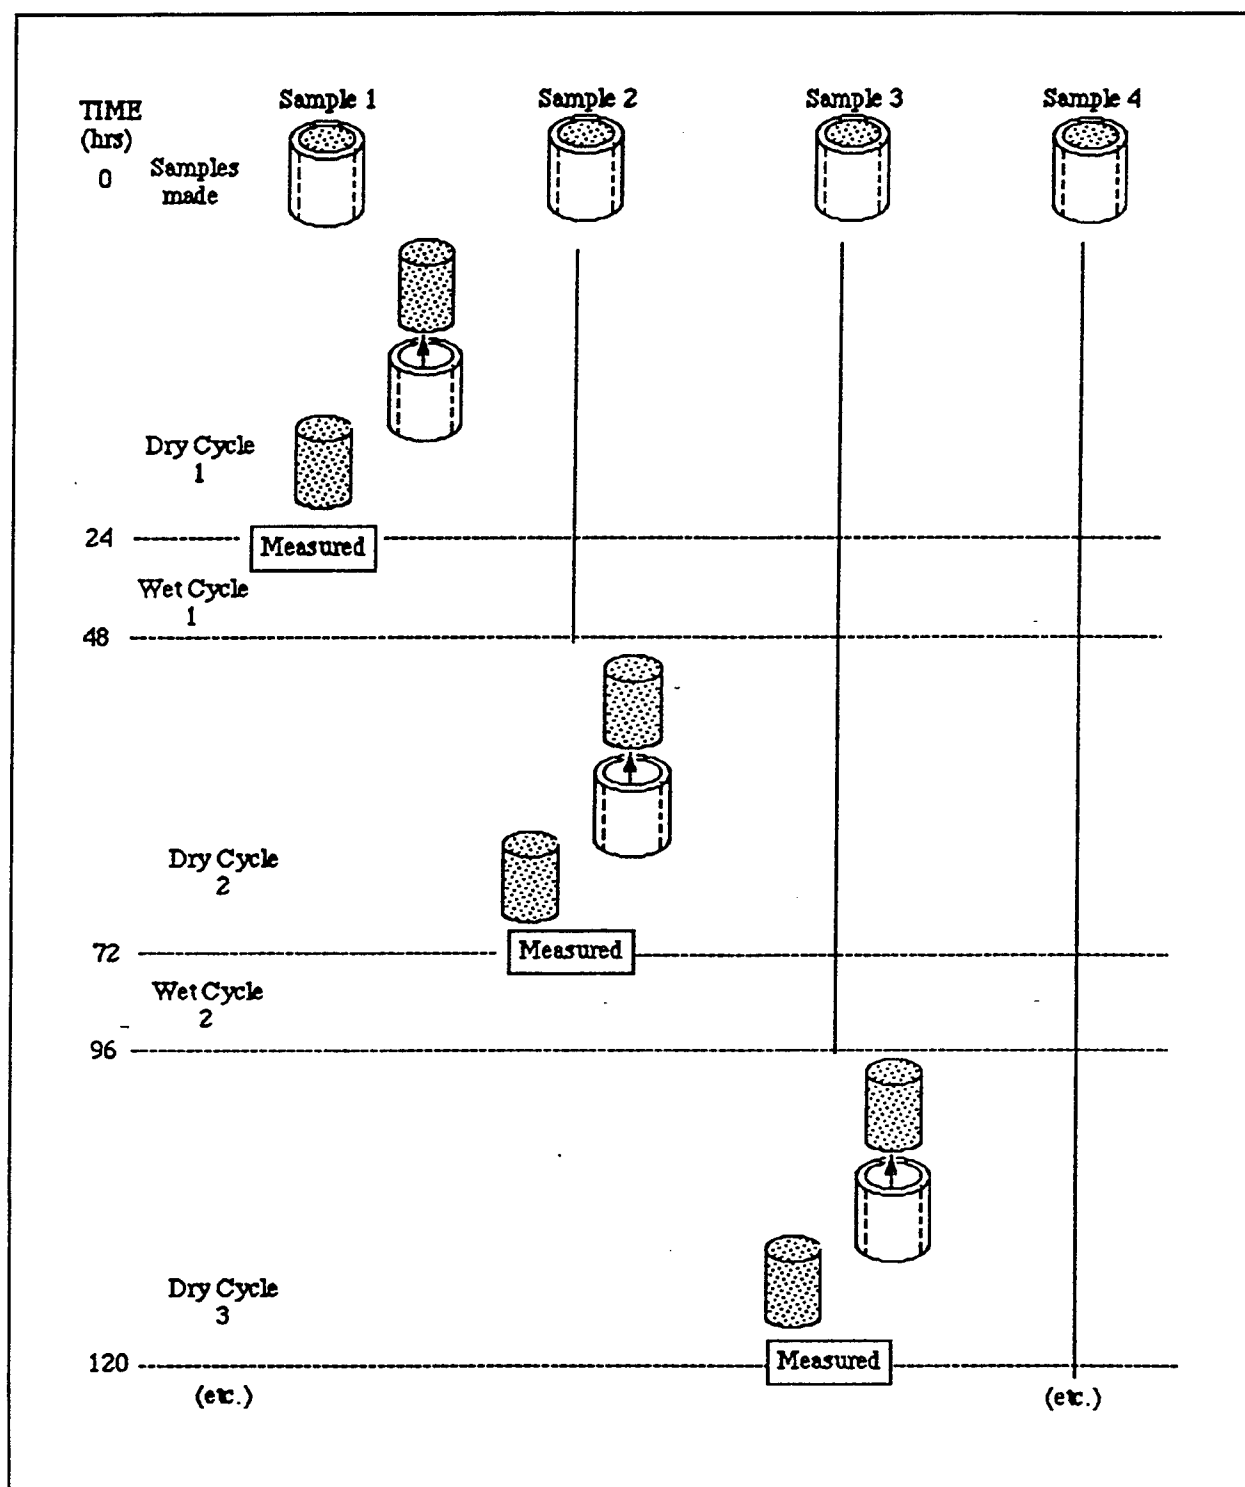 Sample 1
Sample 2
Sample 3
Sample 4
TIME
(hrs)
0
Samples
made
Dry Cycle
1
24
Measured
Wet Cycle
1
48
Dry Cycle
2
72
Measured
Wet Cycle
2
96
Dry Cycle
3
120
Measured
(etc.)
(etc.)